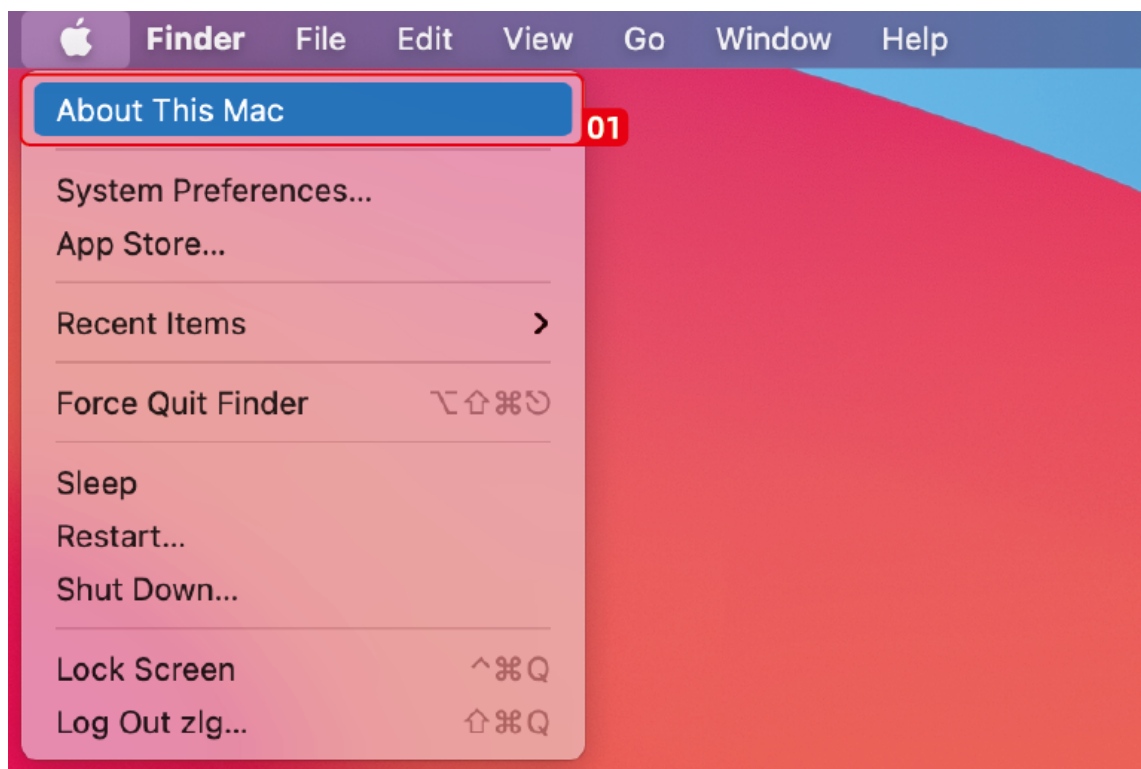 Finder File Edit View Go Window Help
About This Mac
01
System Preferences...
App Store...
Recent Items
Force Quit Finder ⌥⇧⌘⎋
Sleep
Restart...
Shut Down...
Lock Screen ^⌘Q
Log Out zlg... ⇧⌘Q